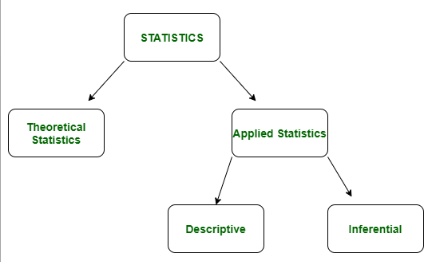 STATISTICS
Theoretical
Statistics
Applied Statistics
Descriptive
Inferential